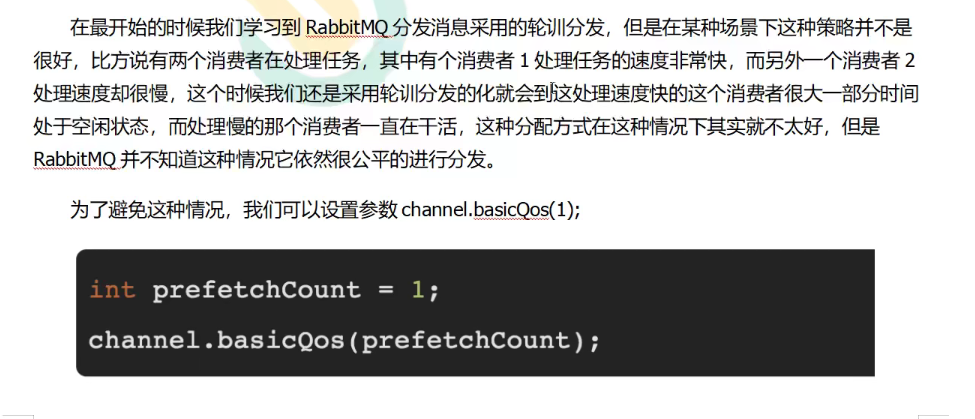 在最开始的时候我们学习到 RabbitMQ 分发消息采用的轮训分发，但是在某种场景下这种策略并不是
很好，比方说有两个消费者在处理任务，其中有个消费者 1 处理任务的速度非常快，而另外一个消费者 2
处理速度却很慢，这个时候我们还是采用轮训分发的化就会到这处理速度快的这个消费者很大一部分时间
处于空闲状态，而处理慢的那个消费者一直在干活，这种分配方式在这种情况下其实就不太好，但是
RabbitMQ 并不知道这种情况它依然很公平的进行分发。
为了避免这种情况，我们可以设置参数 channel.basicQos(1);
int prefetchCount = 1;
channel.basicQos(prefetchCount);